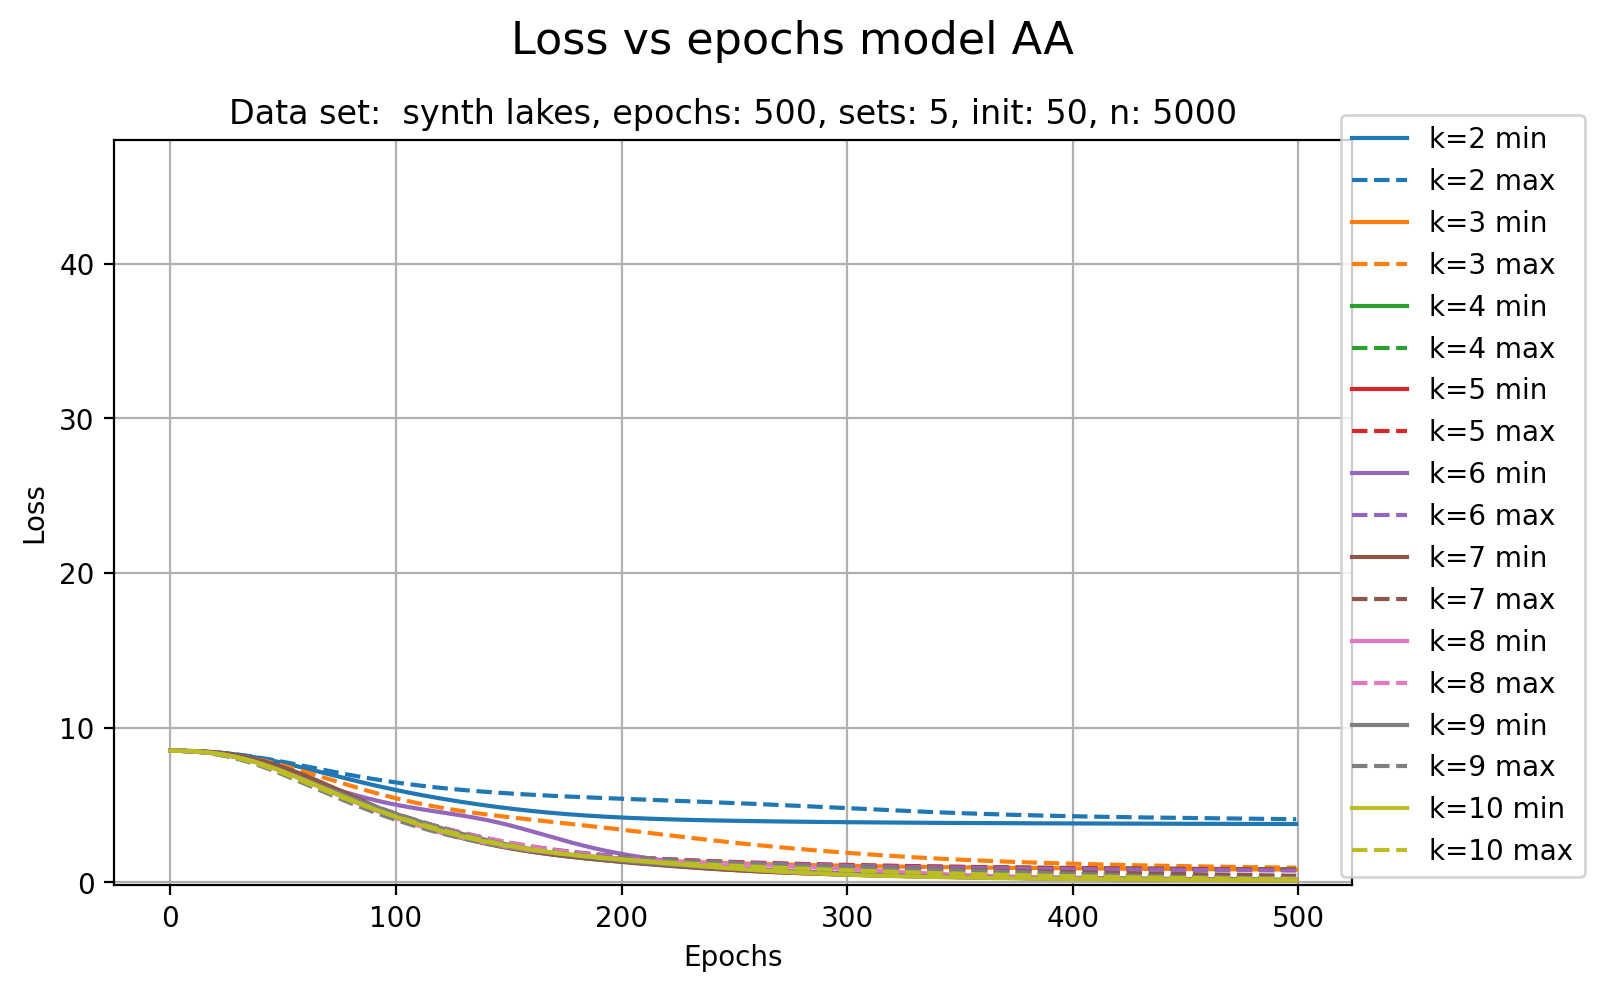 Loss vs epochs model AA
Data set:  synth lakes, epochs: 500, sets: 5, init: 50, n: 5000
k=2 min
k=2 max
k=3 min
k=3 max
k=4 min
k=4 max
k=5 min
k=5 max
k=6 min
k=6 max
k=7 min
k=7 max
k=8 min
k=8 max
k=9 min
k=9 max
k=10 min
k=10 max
Loss
40
30
20
10
0
0 100 200 300 400 500
Epochs